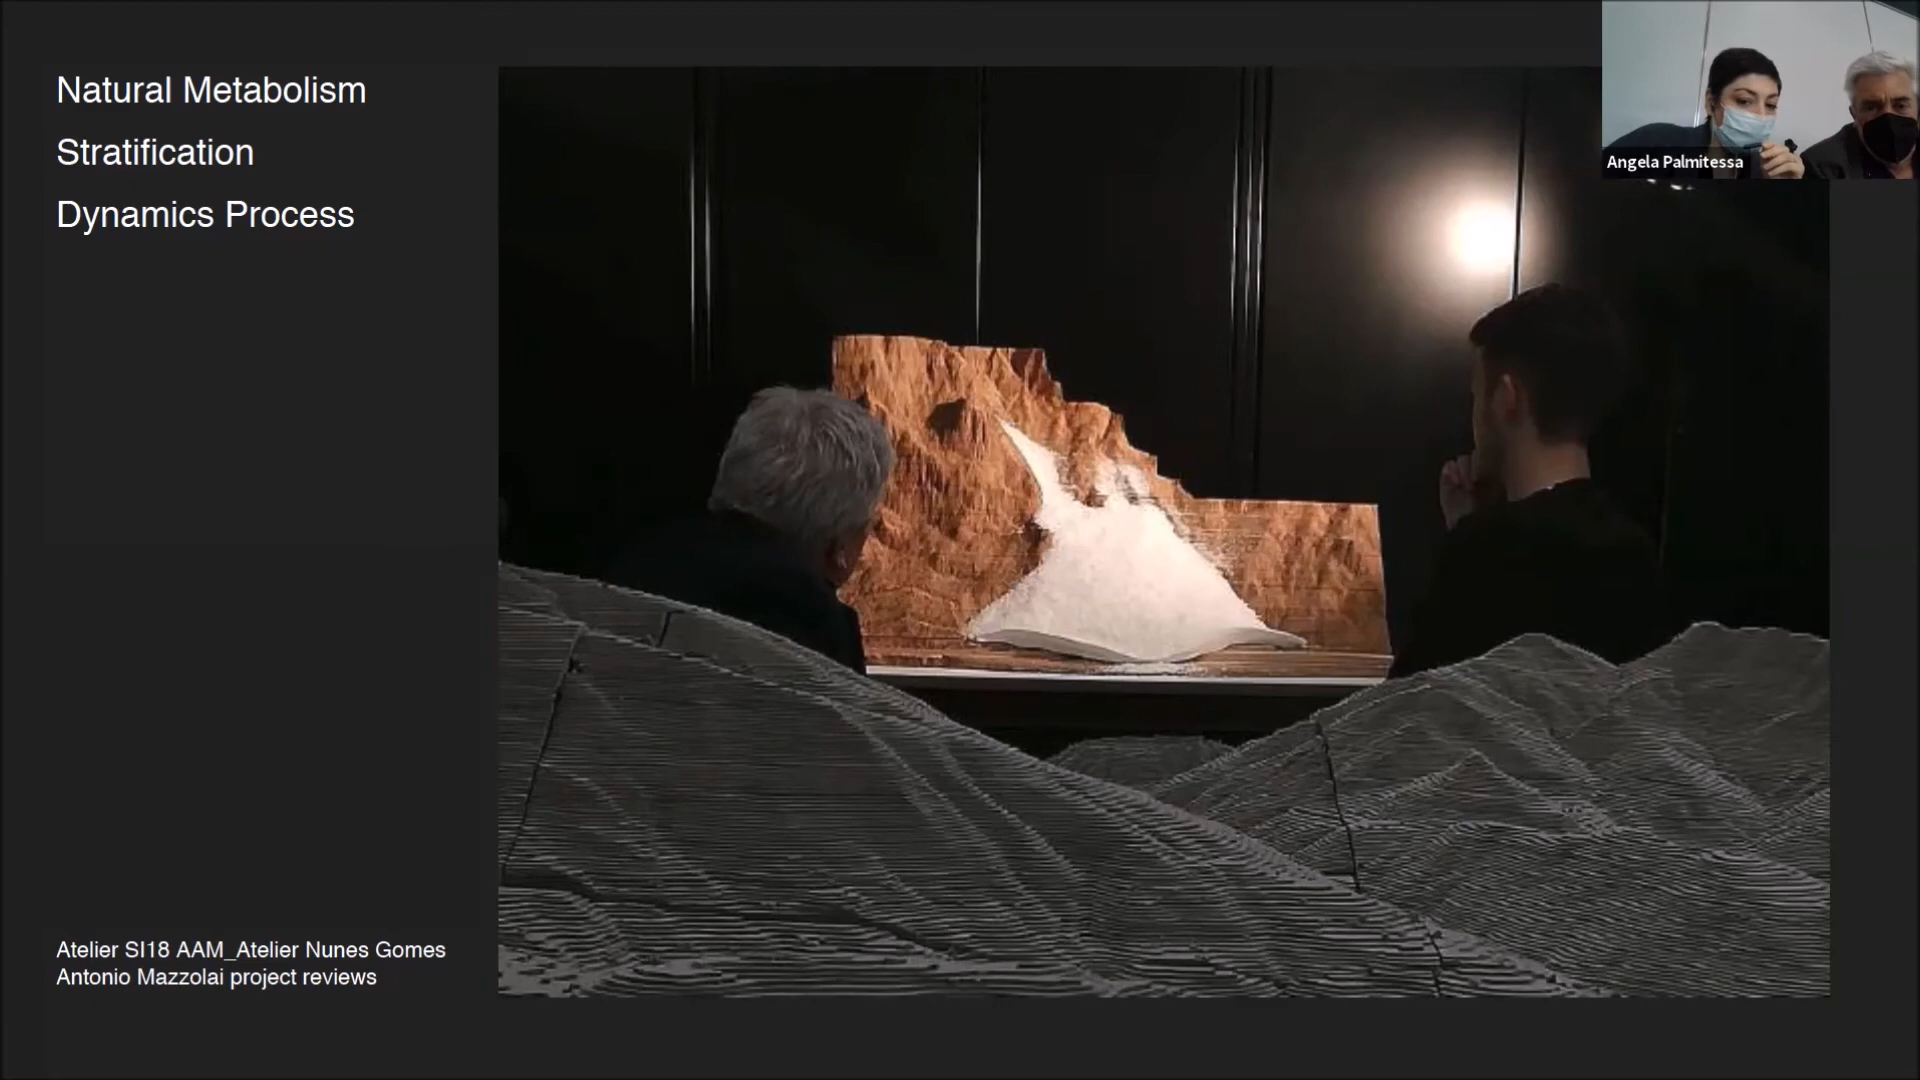 Natural Metabolism
Stratification
Dynamics Process
Angela Palmitessa
Atelier SI18 AAM_Atelier Nunes Gomes
Antonio Mazzolai project reviews